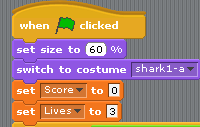 when clicked
set size to 60 %
switch to costume shark1-a
set Score to 0
set Lives to 3